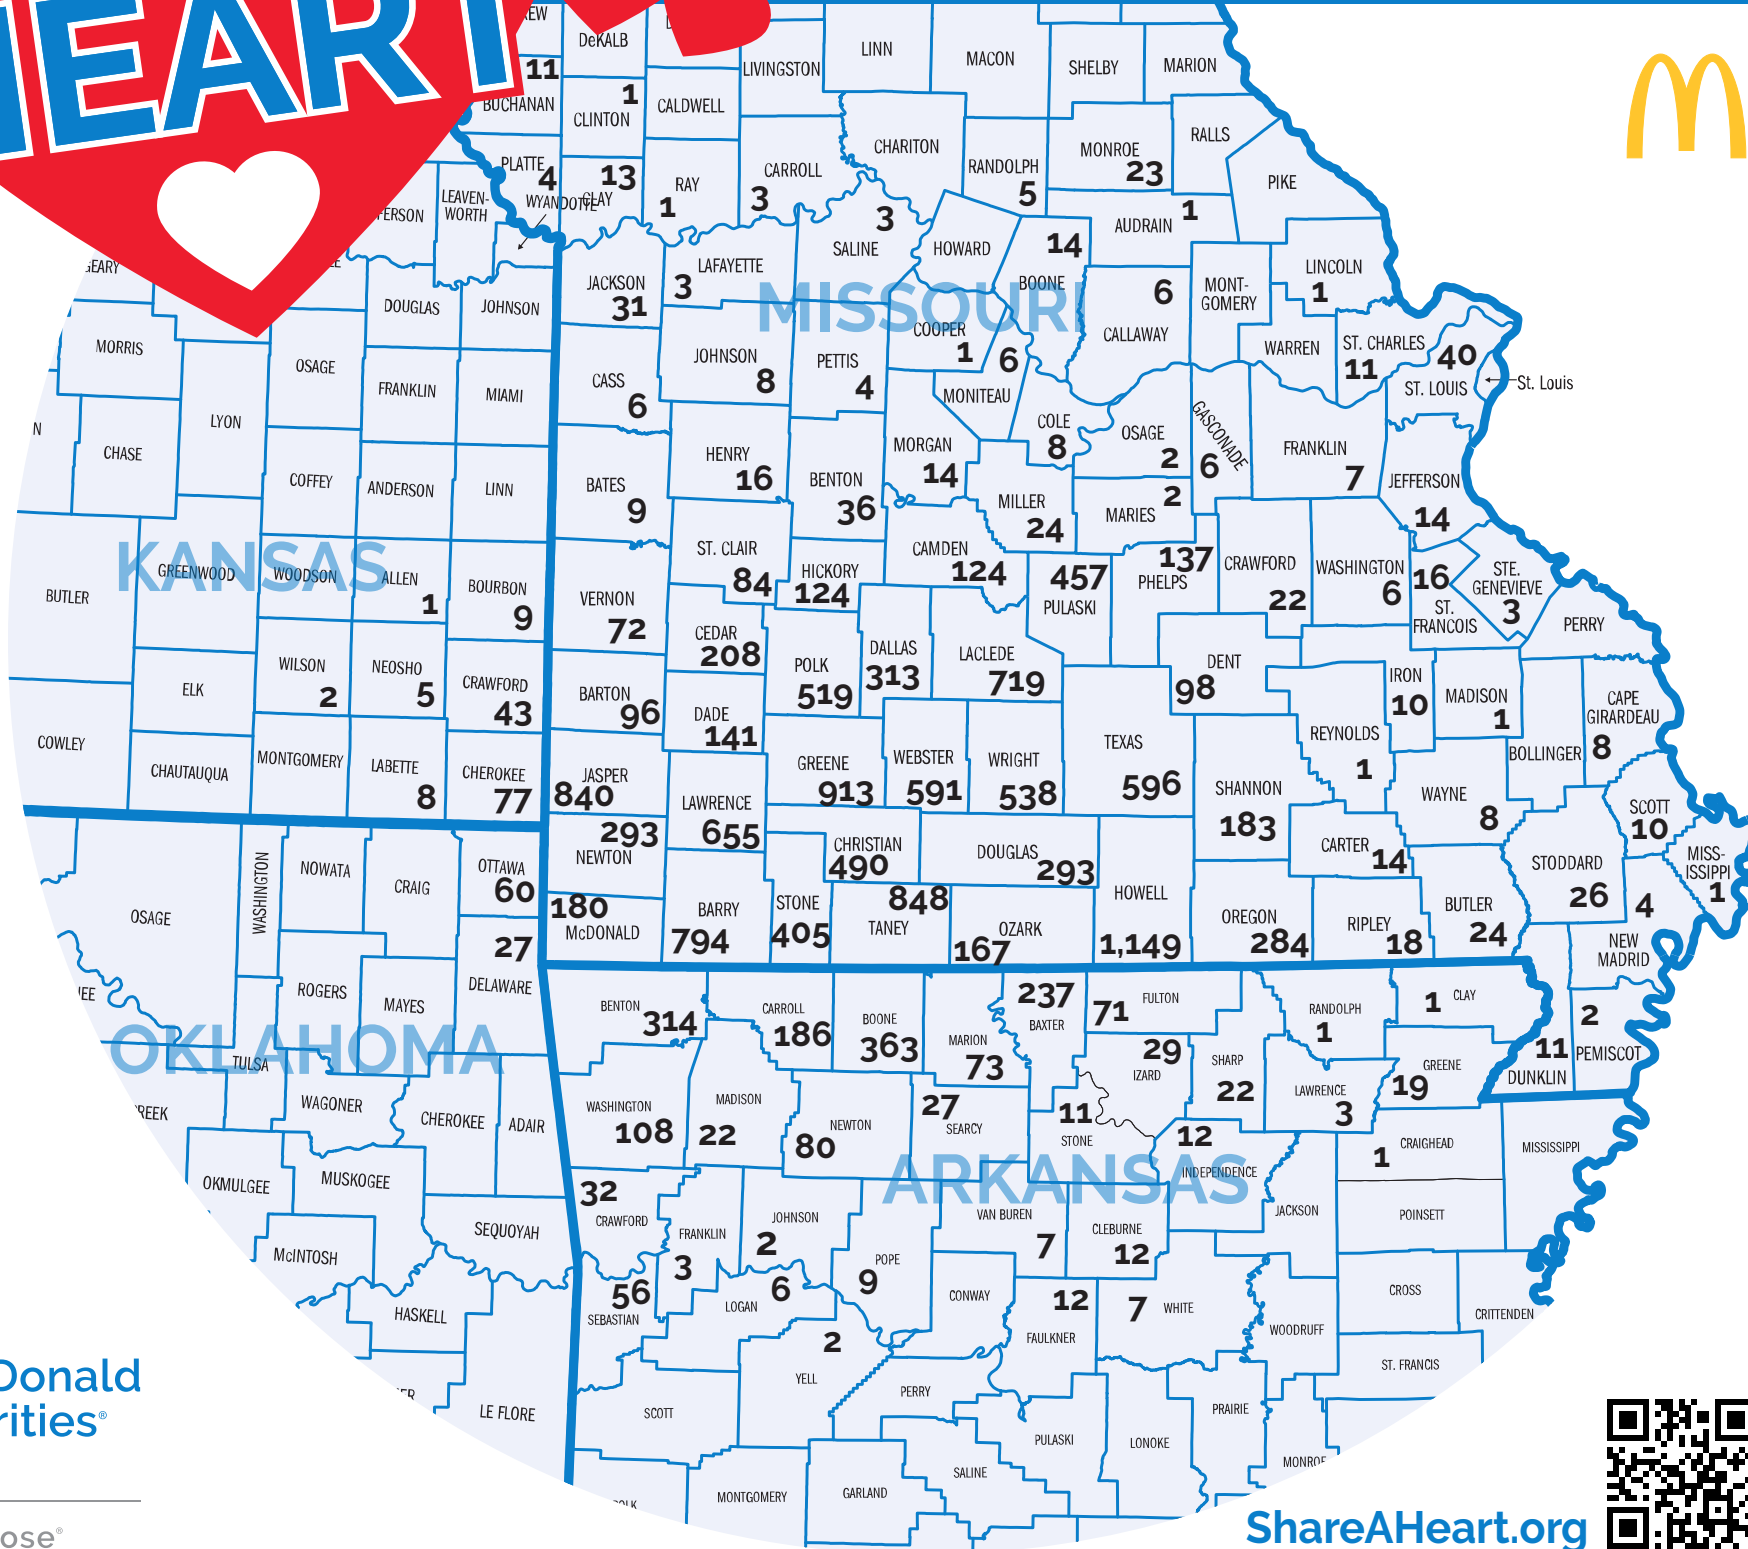 HEART
DeKALB
LINN
MACON
SHELBY
MARION
LIVINGSTON
11
BUCHANAN
1
CLINTON
CALDWELL
CHARITON
RANDOLPH
5
MONROE
23
RALLS
PIKE
PLATTE
4
13
CLAY
RAY
1
CARROLL
3
LEAVEN-
WORTH
WYANDOTTE
3
SALINE
HOWARD
14
BOONE
AUDRAIN
1
JACKSON
31
LAFAYETTE
3
MISSOURI
6
CALLAWAY
MONT-
GOMERY
LINCOLN
1
DOUGLAS
JOHNSON
MORRIS
OSAGE
FRANKLIN
MIAMI
CASS
6
JOHNSON
8
PETTIS
4
COOPER
1
6
MONITEAU
WARREN
ST. CHARLES
11
40
ST. LOUIS
St. Louis
LYON
CHASE
COFFEY
ANDERSON
LINN
BATES
9
HENRY
16
BENTON
36
MORGAN
14
COLE
8
OSAGE
2
GASCONADE
6
FRANKLIN
7
JEFFERSON
14
MILLER
24
MARIES
2
KANSAS
BUTLER
GREENWOOD
WOODSON
ALLEN
1
BOURBON
9
VERNON
72
ST. CLAIR
84
HICKORY
124
CAMDEN
124
457
PULASKI
137
PHELPS
CRAWFORD
22
WASHINGTON
6
16
ST.
FRANCOIS
STE.
GENEVIEVE
3
PERRY
ELK
WILSON
2
NEOSHO
5
CRAWFORD
43
BARTON
96
CEDAR
208
DADE
141
POLK
519
DALLAS
313
LACLEDE
719
DENT
98
IRON
10
MADISON
1
CAPE
GIRARDEAU
8
COWLEY
CHAUTAUQUA
MONTGOMERY
LABETTE
8
CHEROKEE
77
JASPER
840
LAWRENCE
655
GREENE
913
WEBSTER
591
WRIGHT
538
TEXAS
596
SHANNON
183
REYNOLDS
1
BOLLINGER
WAYNE
8
SCOTT
10
OSAGE
WASHINGTON
NOWATA
CRAIG
OTTAWA
60
293
NEWTON
CHRISTIAN
490
DOUGLAS
293
CARTER
14
STODDARD
26
MISS-
ISSIPPI
1
180
McDONALD
BARRY
794
STONE
405
848
TANEY
OZARK
167
HOWELL
1,149
OREGON
284
RIPLEY
18
BUTLER
24
4
NEW
MADRID
27
DELAWARE
ROGERS
MAYES
BENTON
314
CARROLL
186
BOONE
363
MARION
73
237
BAXTER
71
FULTON
RANDOLPH
1
1
CLAY
2
PEMISCOT
11
DUNKLIN
OKLAHOMA
TULSA
WAGONER
CHEROKEE
ADAIR
WASHINGTON
108
MADISON
22
NEWTON
80
27
SEARCY
11
STONE
29
IZARD
SHARP
22
LAWRENCE
3
GREENE
19
12
INDEPENDENCE
1
CRAIGHEAD
MISSISSIPPI
ARKANSAS
OKMULGEE
MUSKOGEE
SEQUOYAH
McINTOSH
HASKELL
LE FLORE
32
CRAWFORD
FRANKLIN
3
JOHNSON
2
POPE
9
VAN BUREN
7
CLEBURNE
12
JACKSON
POINSETT
56
SEBASTIAN
LOGAN
6
2
YELL
CONWAY
12
FAULKNER
7
WHITE
WOODRUFF
CROSS
CRITTENDEN
ST. FRANCIS
SCOTT
PERRY
PULASKI
LONOKE
PRAIRIE
MONROE
MONTGOMERY
GARLAND
SALINE
Donald
rities®
ose®
ShareAHeart.org